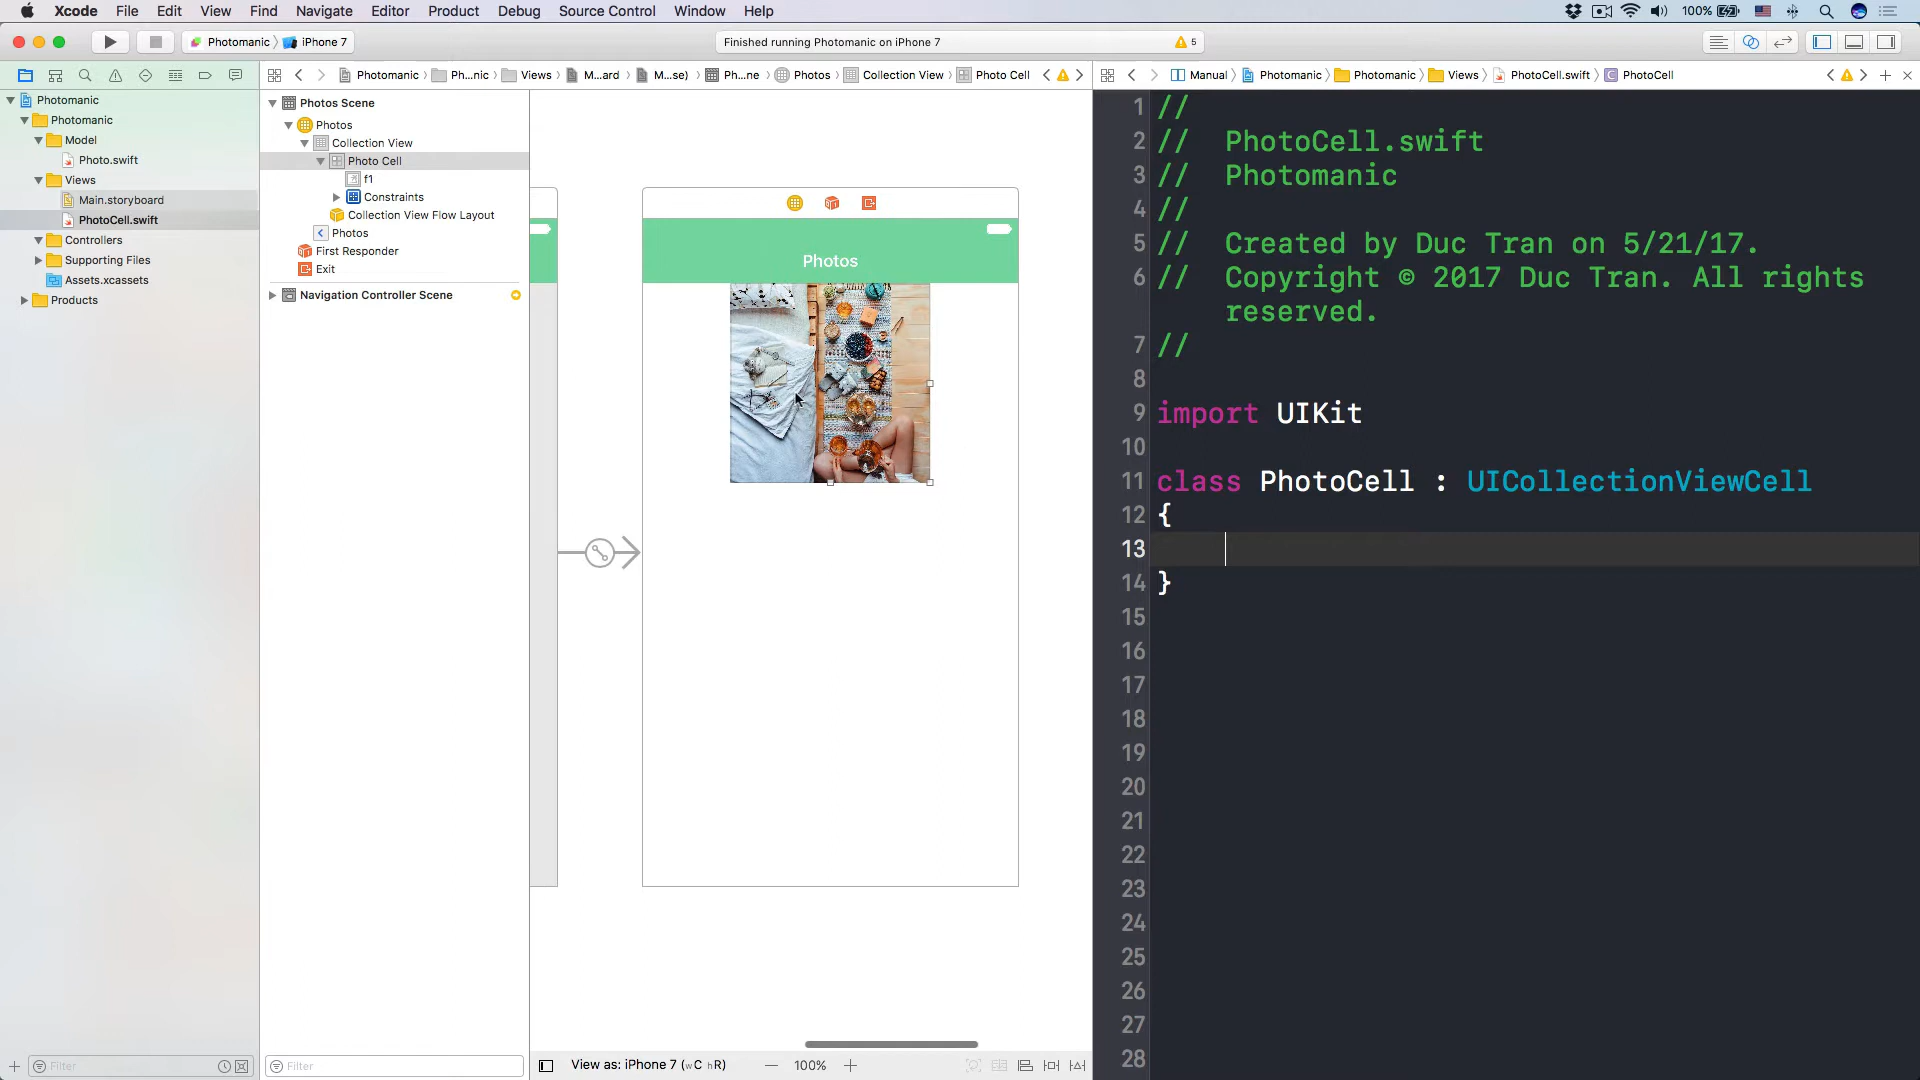 Xcode File Edit View Find Navigate Editor Product Debug Source Control Window Help 100%
Photomanic iPhone 7 Finished running Photomanic on iPhone 7 5
Photomanic Ph...nic Views M...ard M...se) Ph...ne Photos Collection View Photo Cell
Manual Photomanic Photomanic Views PhotoCell.swift PhotoCell
Photomanic
Photomanic
Model
Photo.swift
Views
Main.storyboard
PhotoCell.swift
Controllers
Supporting Files
Assets.xcassets
Products
Filter
Photos Scene
Photos
Collection View
Photo Cell
f1
Constraints
Collection View Flow Layout
Photos
First Responder
Exit
Navigation Controller Scene
Filter
Photos
View as: iPhone 7 (wC hR) 100%
1 //
2 // PhotoCell.swift
3 // Photomanic
4 //
5 // Created by Duc Tran on 5/21/17.
6 // Copyright © 2017 Duc Tran. All rights
reserved.
7 //
8
9 import UIKit
10
11 class PhotoCell : UICollectionViewCell
12 {
13
14 }
15
16
17
18
19
20
21
22
23
24
25
26
27
28